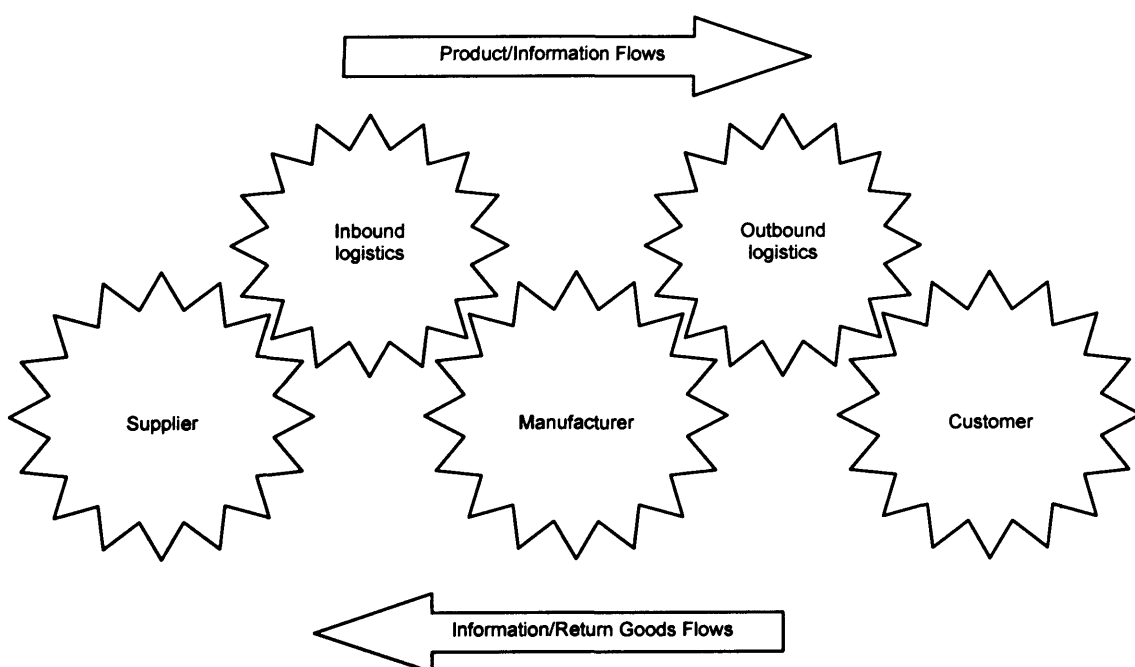 Product/Information Flows
Inbound
logistics
Outbound
logistics
Supplier
Manufacturer
Customer
Information/Return Goods Flows